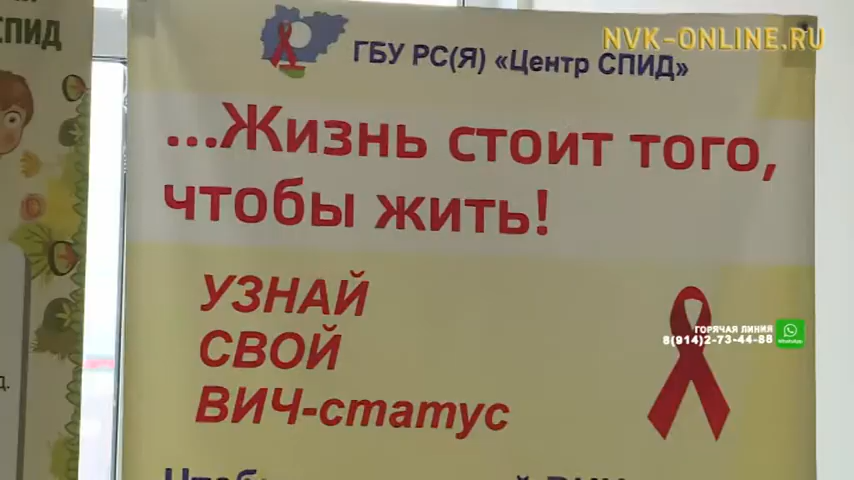 СПИД
NVK-ONLINE.RU
ГБУ РС(Я) «Центр СПИД»
...Жизнь стоит того,
чтобы жить!
УЗНАЙ
СВОЙ
ВИЧ-статус
ГОРЯЧАЯ ЛИНИЯ
8(914)2-73-44-88
WhatsApp